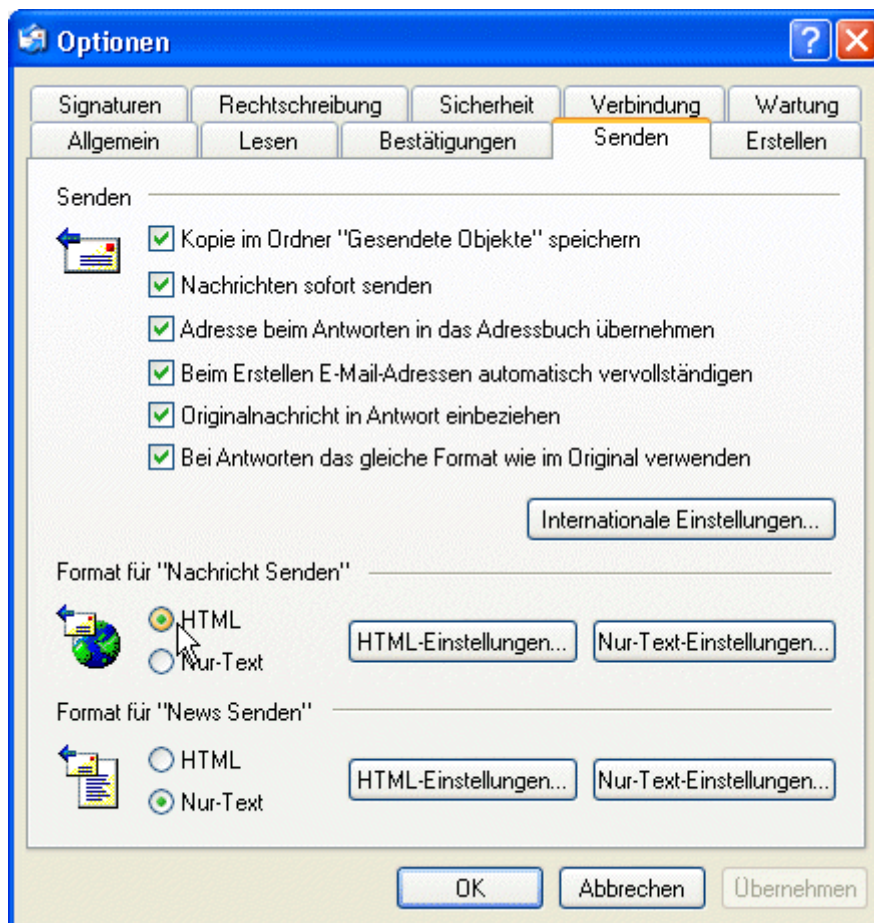 Optionen
Signaturen Rechtschreibung Sicherheit Verbindung Wartung
Allgemein Lesen Bestätigungen Senden Erstellen
Senden
Kopie im Ordner "Gesendete Objekte" speichern
Nachrichten sofort senden
Adresse beim Antworten in das Adressbuch übernehmen
Beim Erstellen E-Mail-Adressen automatisch vervollständigen
Originalnachricht in Antwort einbeziehen
Bei Antworten das gleiche Format wie im Original verwenden
Internationale Einstellungen...
Format für "Nachricht Senden"
HTML
HTML-Einstellungen... Nur-Text-Einstellungen...
Nur-Text
Format für "News Senden"
HTML
HTML-Einstellungen... Nur-Text-Einstellungen...
Nur-Text
OK Abbrechen Übernehmen